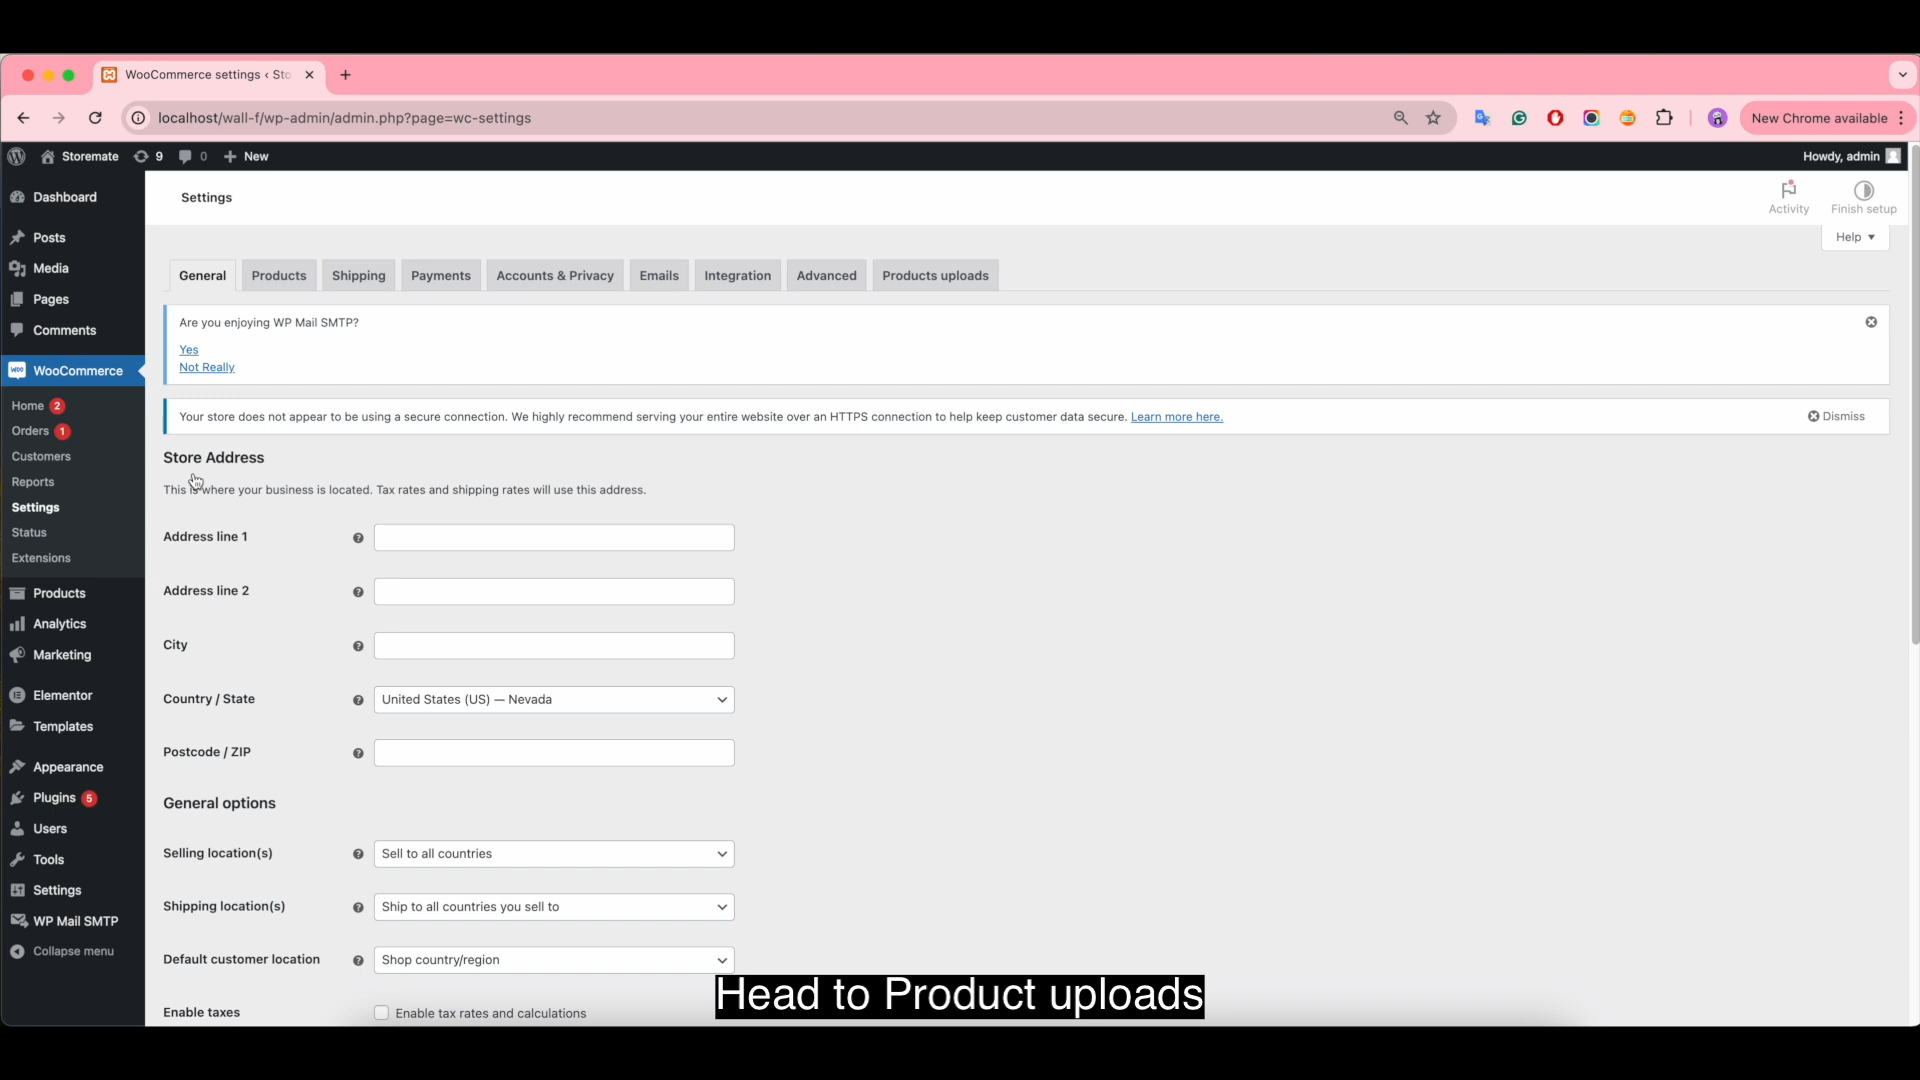 WooCommerce settings ‹ Sto
localhost/wall-f/wp-admin/admin.php?page=wc-settings
New Chrome available
Storemate 9 0 New
Howdy, admin
Dashboard
Posts
Media
Pages
Comments
WooCommerce
Home 2
Orders 1
Customers
Reports
Settings
Status
Extensions
Products
Analytics
Marketing
Elementor
Templates
Appearance
Plugins 5
Users
Tools
Settings
WP Mail SMTP
Collapse menu
Settings
Activity
Finish setup
Help
General Products Shipping Payments Accounts & Privacy Emails Integration Advanced Products uploads
Are you enjoying WP Mail SMTP?
Yes
Not Really
Your store does not appear to be using a secure connection. We highly recommend serving your entire website over an HTTPS connection to help keep customer data secure. Learn more here.
Dismiss
Store Address
This is where your business is located. Tax rates and shipping rates will use this address.
Address line 1
Address line 2
City
Country / State United States (US) — Nevada
Postcode / ZIP
General options
Selling location(s) Sell to all countries
Shipping location(s) Ship to all countries you sell to
Default customer location Shop country/region
Enable taxes Enable tax rates and calculations
Head to Product uploads